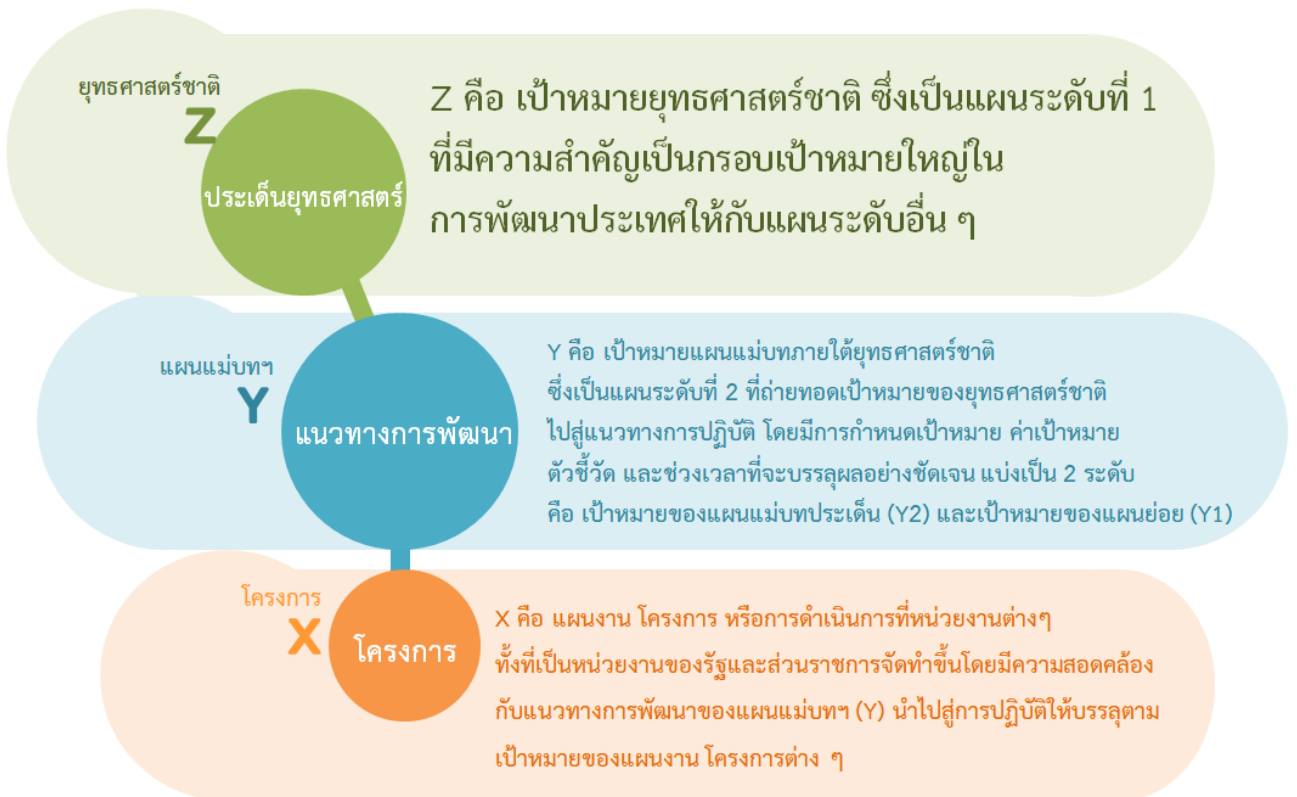 ยุทธศาสตร์ชาติ
Z
ประเด็นยุทธศาสตร์
Z คือ เป้าหมายยุทธศาสตร์ชาติ ซึ่งเป็นแผนระดับที่ 1
ที่มีความสำคัญเป็นกรอบเป้าหมายใหญ่ใน
การพัฒนาประเทศให้กับแผนระดับอื่น ๆ
แผนแม่บทฯ
Y
แนวทางการพัฒนา
Y คือ เป้าหมายแผนแม่บทภายใต้ยุทธศาสตร์ชาติ
ซึ่งเป็นแผนระดับที่ 2 ที่ถ่ายทอดเป้าหมายของยุทธศาสตร์ชาติ
ไปสู่แนวทางการปฏิบัติ โดยมีการกำหนดเป้าหมาย ค่าเป้าหมาย
ตัวชี้วัด และช่วงเวลาที่จะบรรลุผลอย่างชัดเจน แบ่งเป็น 2 ระดับ
คือ เป้าหมายของแผนแม่บทประเด็น (Y2) และเป้าหมายของแผนย่อย (Y1)
โครงการ
X
โครงการ
X คือ แผนงาน โครงการ หรือการดำเนินการที่หน่วยงานต่างๆ
ทั้งที่เป็นหน่วยงานของรัฐและส่วนราชการจัดทำขึ้นโดยมีความสอดคล้อง
กับแนวทางการพัฒนาของแผนแม่บทฯ (Y) นำไปสู่การปฏิบัติให้บรรลุตาม
เป้าหมายของแผนงาน โครงการต่าง ๆ